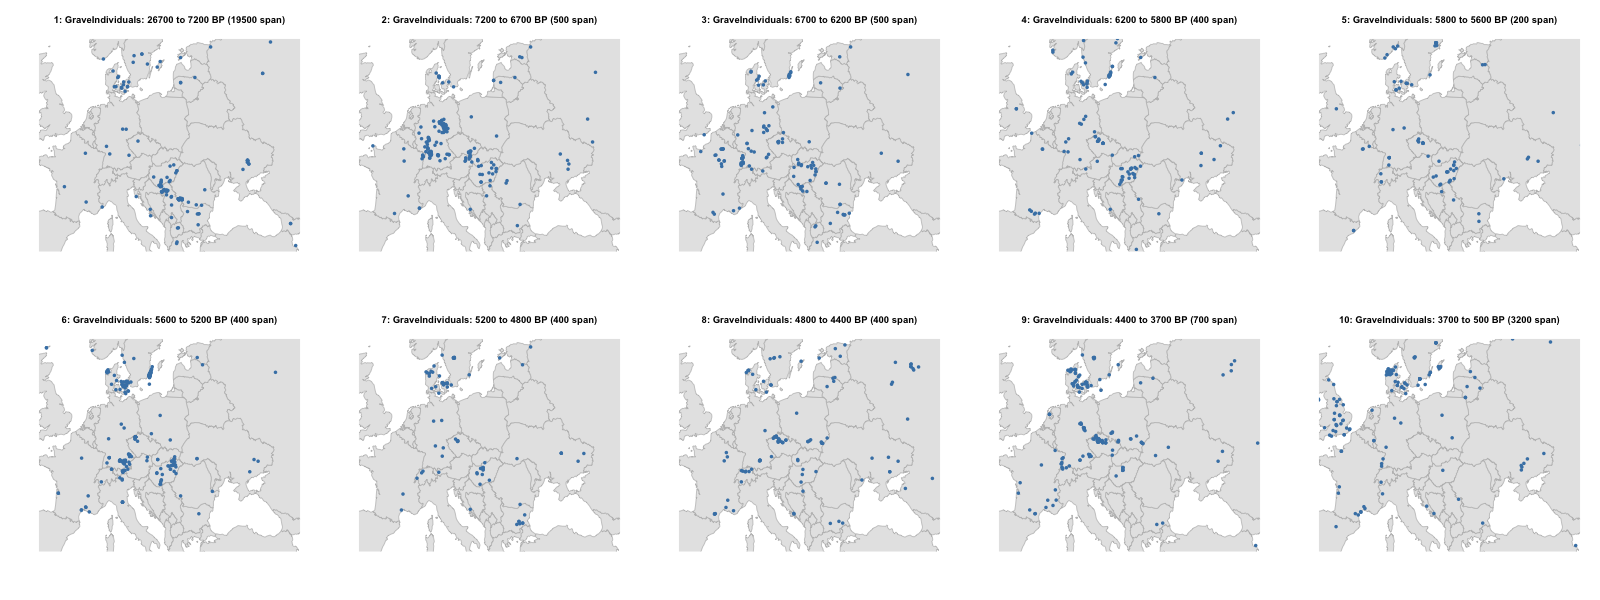 1: GraveIndividuals: 26700 to 7200 BP (19500 span)
2: GraveIndividuals: 7200 to 6700 BP (500 span)
3: GraveIndividuals: 6700 to 6200 BP (500 span)
4: GraveIndividuals: 6200 to 5800 BP (400 span)
5: GraveIndividuals: 5800 to 5600 BP (200 span)
6: GraveIndividuals: 5600 to 5200 BP (400 span)
7: GraveIndividuals: 5200 to 4800 BP (400 span)
8: GraveIndividuals: 4800 to 4400 BP (400 span)
9: GraveIndividuals: 4400 to 3700 BP (700 span)
10: GraveIndividuals: 3700 to 500 BP (3200 span)